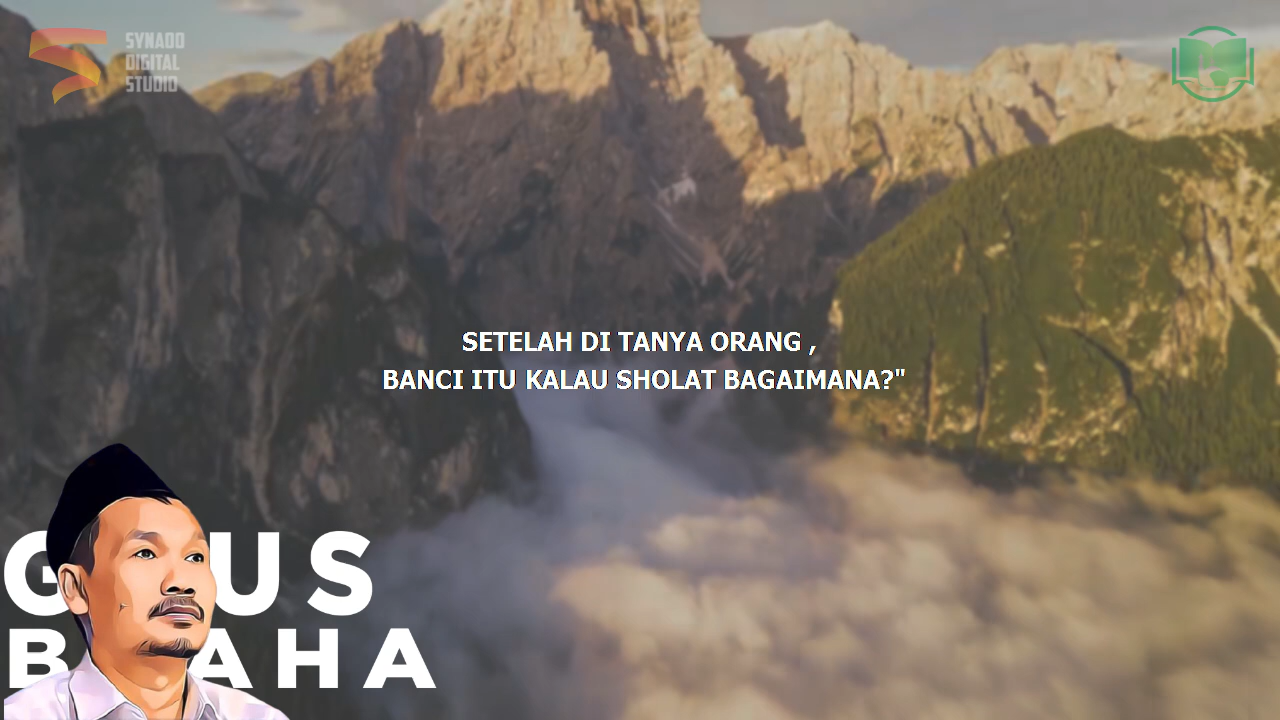 SYNADO
DIGITAL
STUDIO
SETELAH DI TANYA ORANG ,
BANCI ITU KALAU SHOLAT BAGAIMANA?"